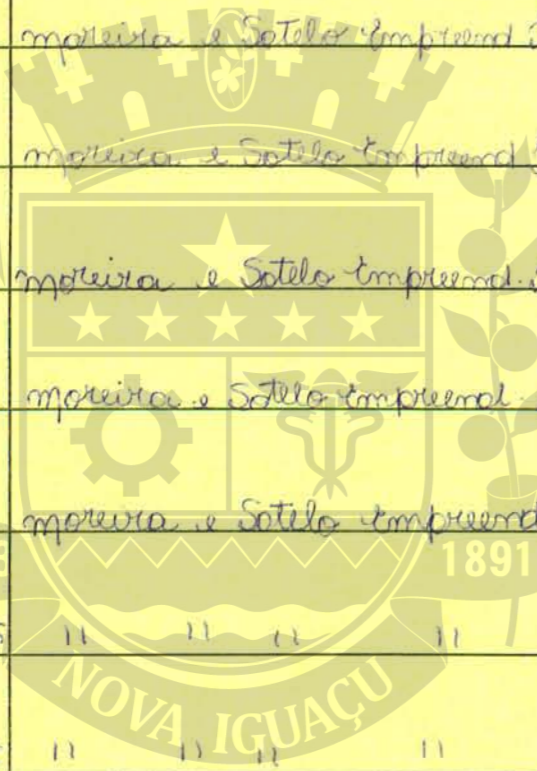 moreira e Sotelo Empreend i
moreira e Sotelo Empreend
moreira e Sotelo Empreend. i
moreira e Sotelo Empreend.
moreira e Sotelo Empreend
1891
" " " "
NOVA IGUAÇU
" " " "